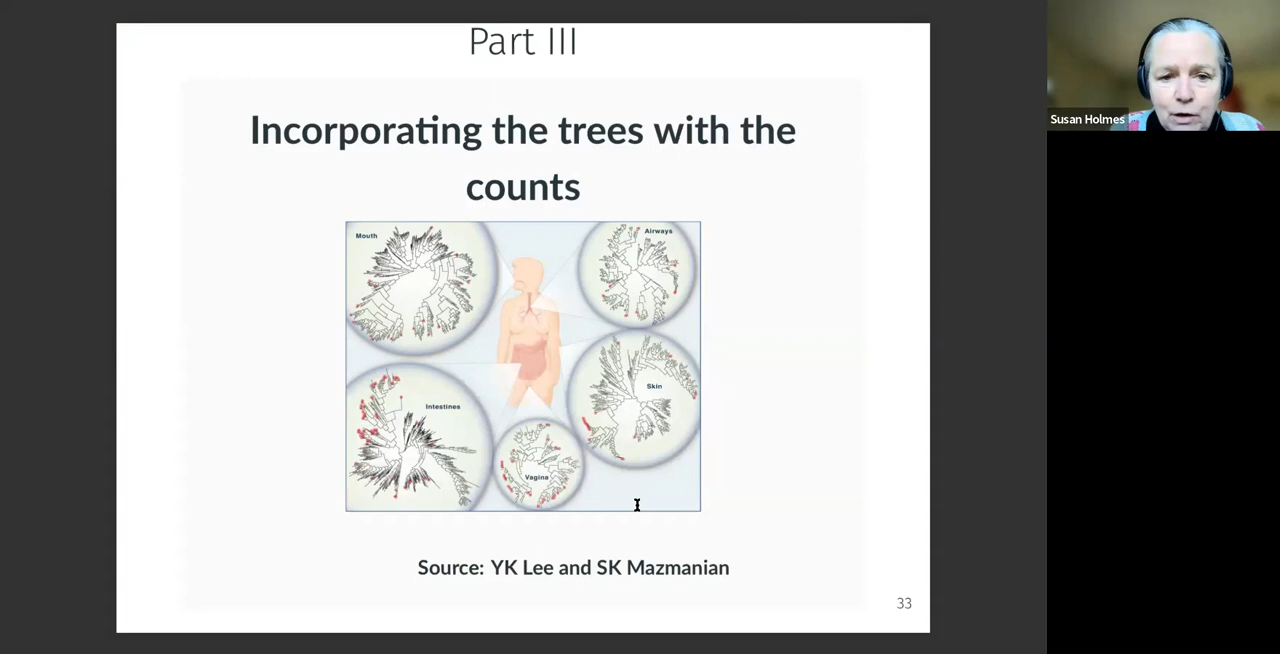 Part III
Incorporating the trees with the
counts
Mouth
Airways
Skin
Intestines
Vagina
Source: YK Lee and SK Mazmanian
33
Susan Holmes